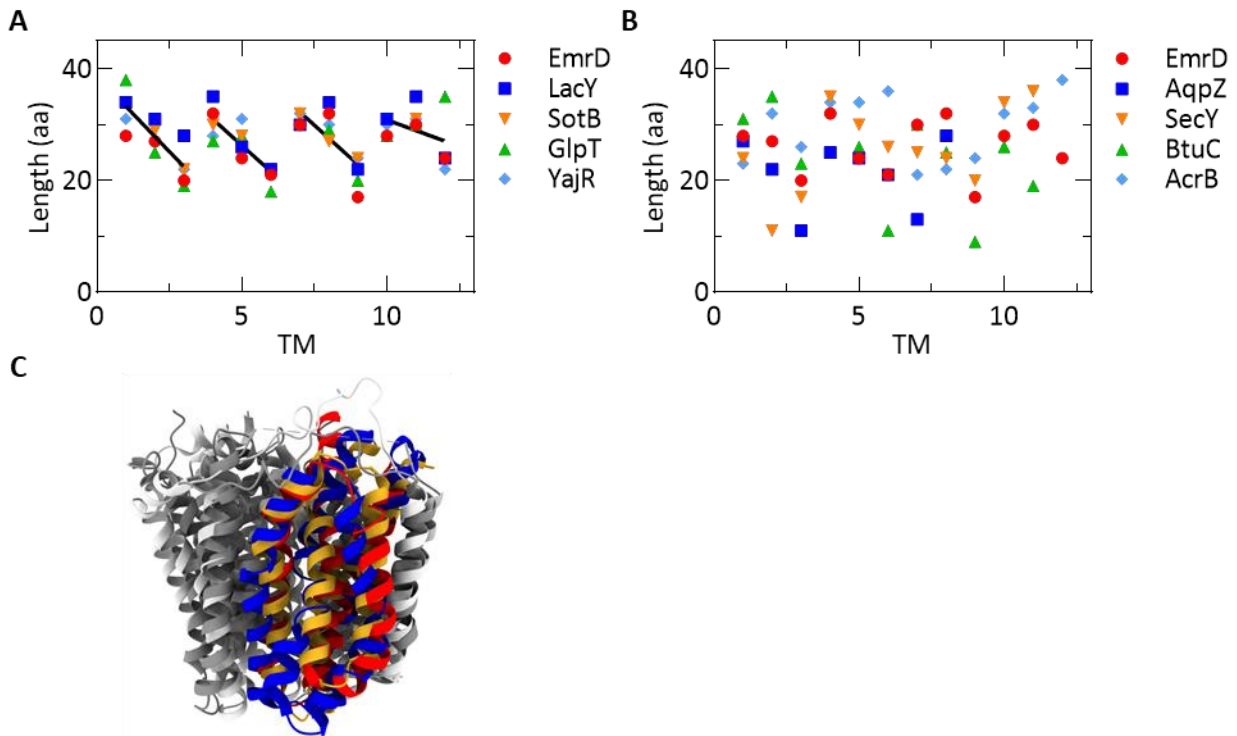 A
40
20
0
Length (aa)
0
5
10
TM
EmrD
LacY
SotB
GlpT
YajR
B
40
20
0
Length (aa)
0
5
10
TM
EmrD
AqpZ
SecY
BtuC
AcrB
C